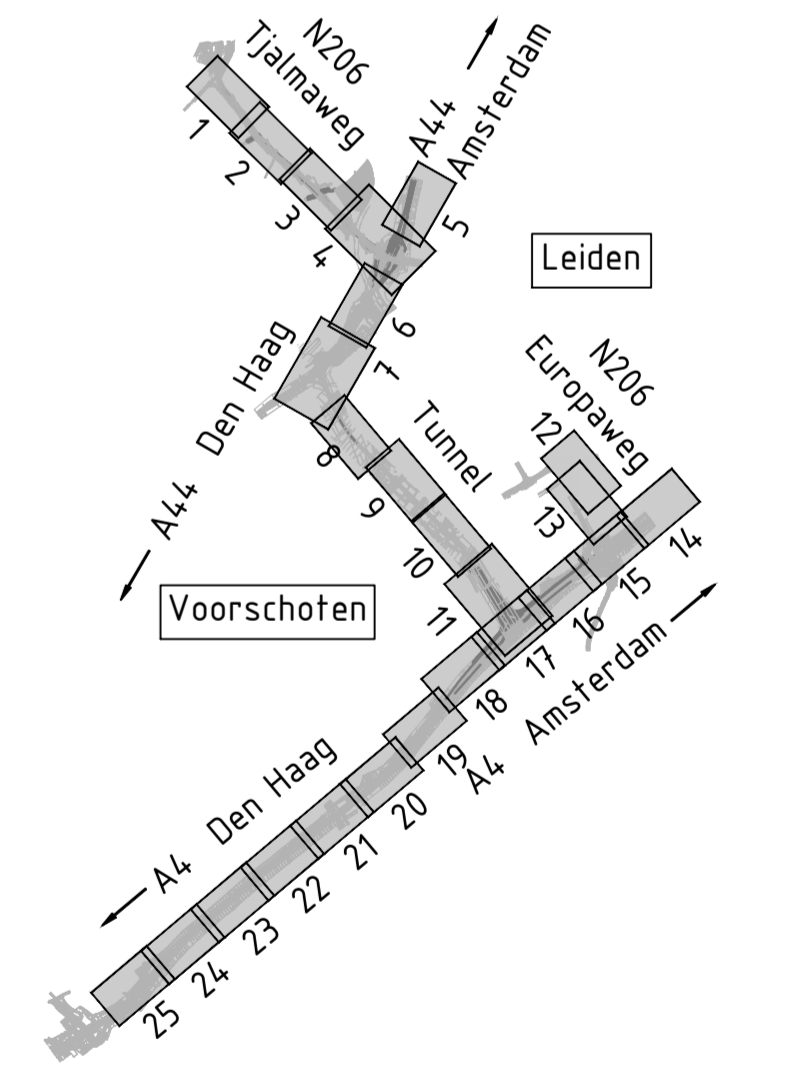 N206
Tjalmaweg
A44
Amsterdam
1
2
3
4
5
Leiden
6
7
A44 Den Haag
8
Tunnel
9
10
11
N206
Europaweg
12
13
14
15
16
17
18
19
A4 Amsterdam
Voorschoten
A4 Den Haag
20
21
22
23
24
25